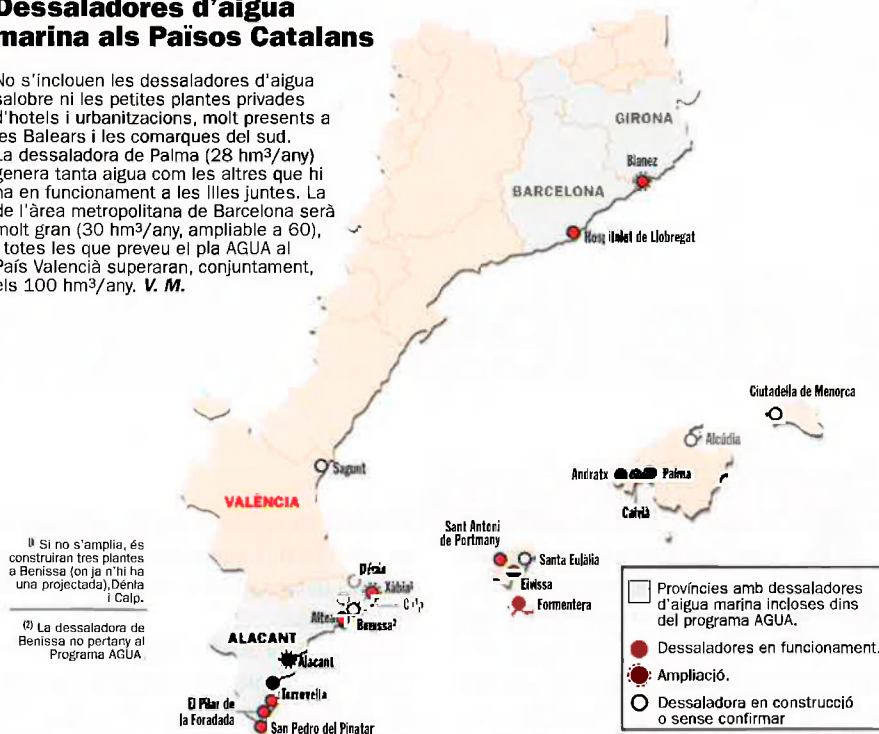 Dessaladores d'aigua
marina als Països Catalans
No s'inclouen les dessaladores d'aigua
salobre ni les petites plantes privades
d'hotels i urbanitzacions, molt presents a
les Balears i les comarques del sud.
La dessaladora de Palma (28 hm³/any)
genera tanta aigua com les altres que hi
ha en funcionament a les Illes juntes. La
de l'àrea metropolitana de Barcelona serà
molt gran (30 hm³/any, ampliable a 60),
i totes les que preveu el pla AGUA al
País Valencià superaran, conjuntament,
els 100 hm³/any. V. M.
GIRONA
Blanez
BARCELONA
de Llobregat
Ciutadella de Menorca
Alcúdia
Andratx
Palma
Calvià
Sagunt
VALÈNCIA
Sant Antoni
de Portmany
Santa Eulàlia
Eivissa
Formentera
Dénia
Xàbia¹
Altea
Benissa²
ALACANT
Alacant
Torrevella
El Pilar de
la Foradada
San Pedro del Pinatar
Si no s'amplia, és
construiran tres plantes
a Benissa (on ja n'hi ha
una projectada), Dénia
i Calp.
(2) La dessaladora de
Benissa no pertany al
Programa AGUA
Províncies amb dessaladores
d'aigua marina incloses dins
del programa AGUA.
Dessaladores en funcionament.
Ampliació.
Dessaladora en construcció
o sense confirmar